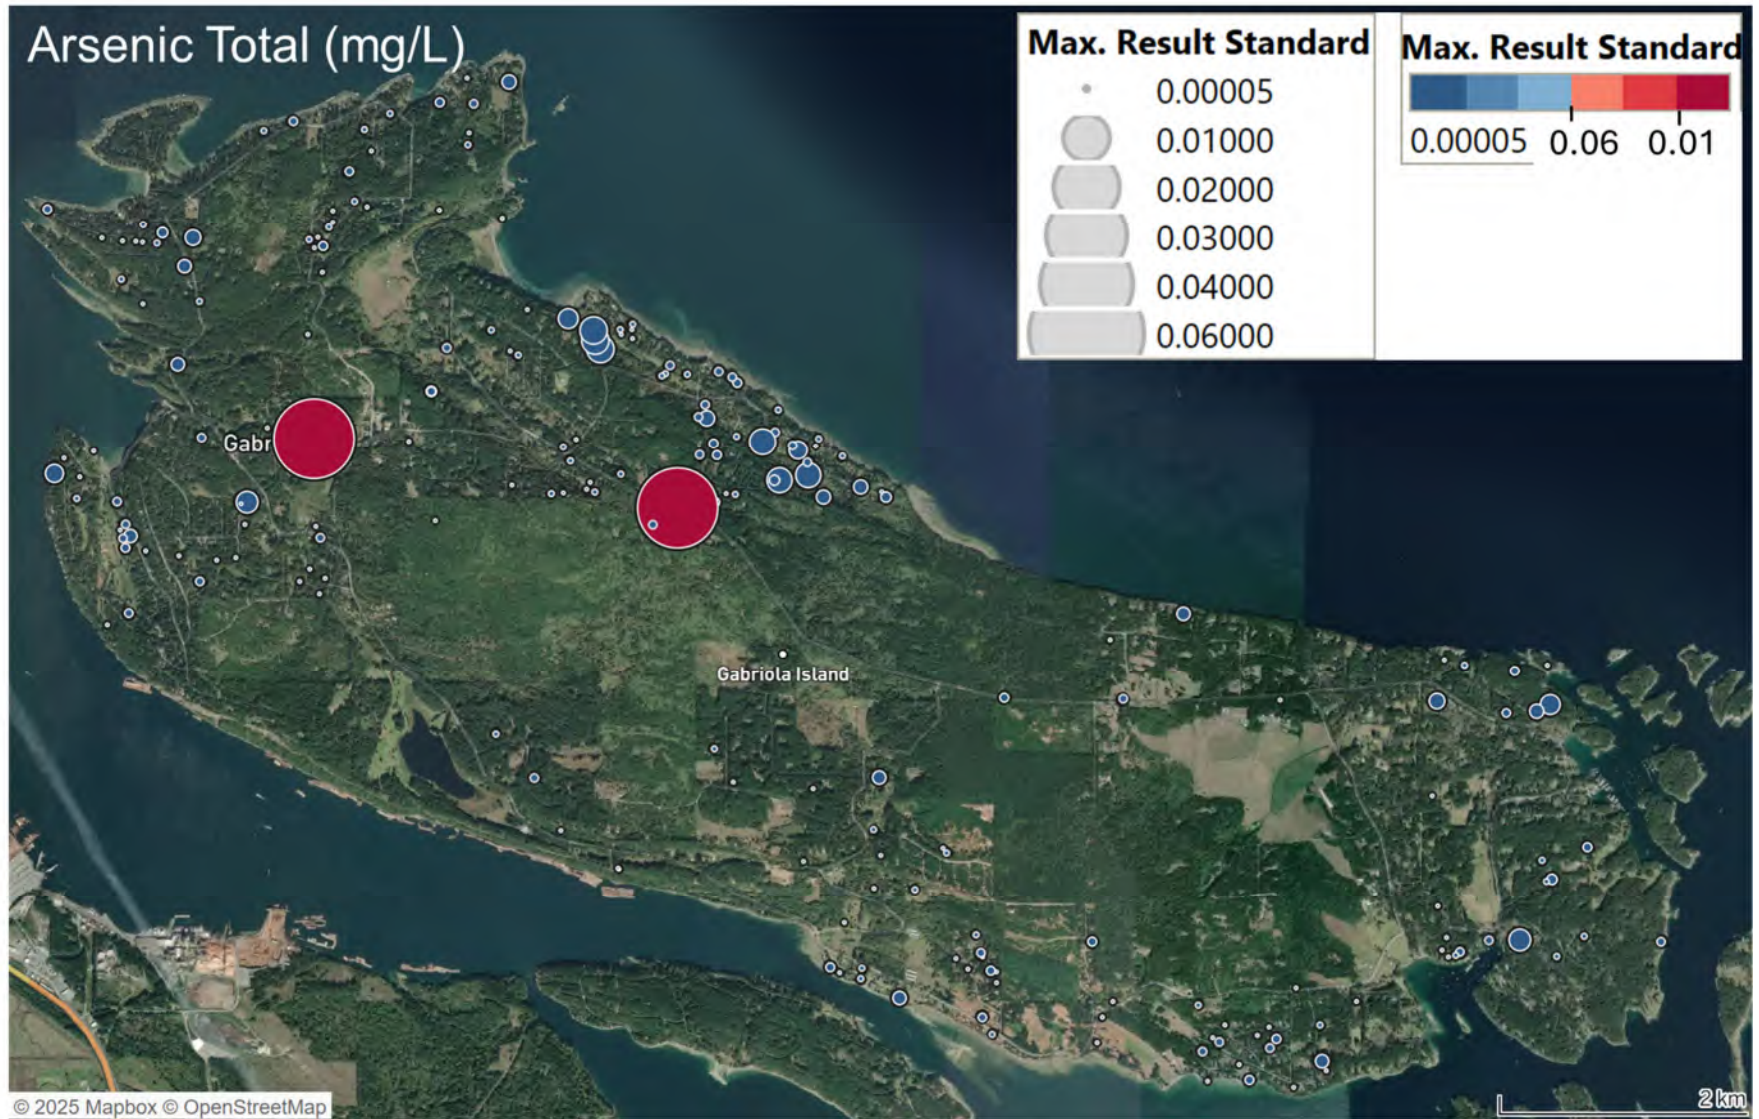 Arsenic Total (mg/L)
Max. Result Standard
0.00005
0.01000
0.02000
0.03000
0.04000
0.06000
Max. Result Standard
0.00005 0.06 0.01
Gabr
Gabriola Island
© 2025 Mapbox © OpenStreetMap
2 km